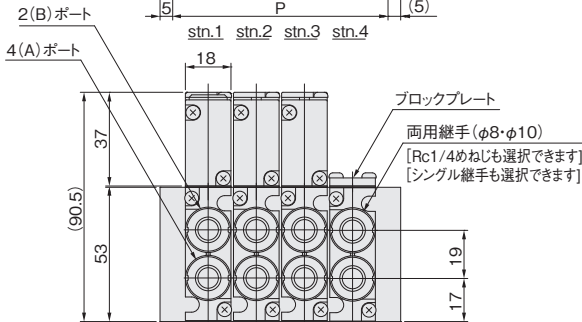 5 P (5)
2(B)ポート
stn.1 stn.2 stn.3 stn.4
4(A)ポート
18
ブロックプレート
37
両用継手(φ8・φ10)
[Rc1/4めねじも選択できます]
[シングル継手も選択できます]
(90.5)
53
19
17